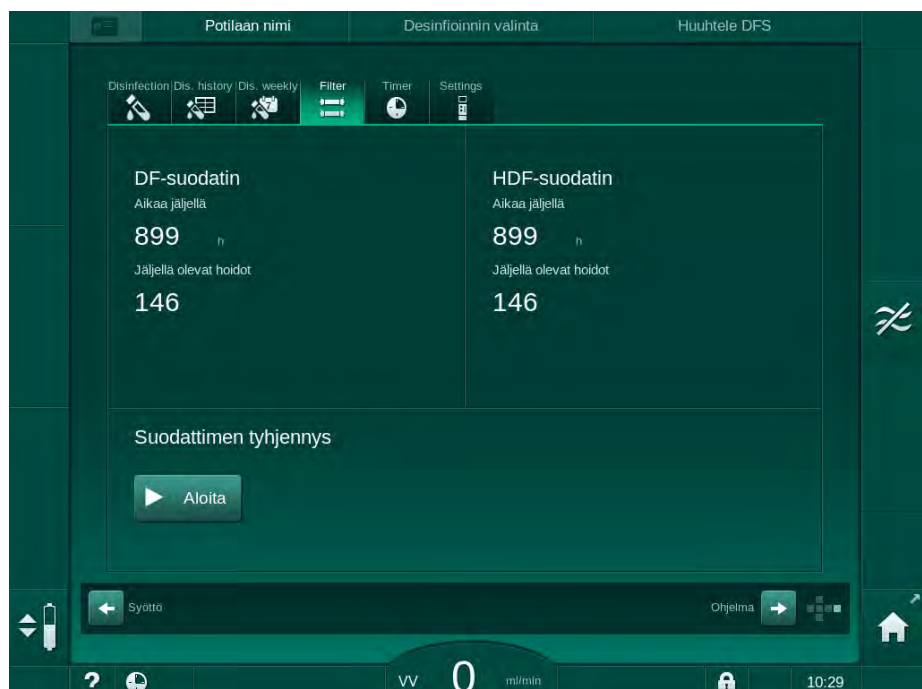 Potilaan nimi Desinfioinnin valinta Huuhtele DFS
Disinfection Dis. history Dis. weekly Filter Timer Settings
7
DF-suodatin HDF-suodatin
Aikaa jäljellä Aikaa jäljellä
899 h 899 h
Jäljellä olevat hoidot Jäljellä olevat hoidot
146 146
Suodattimen tyhjennys
Aloita
Syöttö Ohjelma
? VV 0 ml/min 10:29